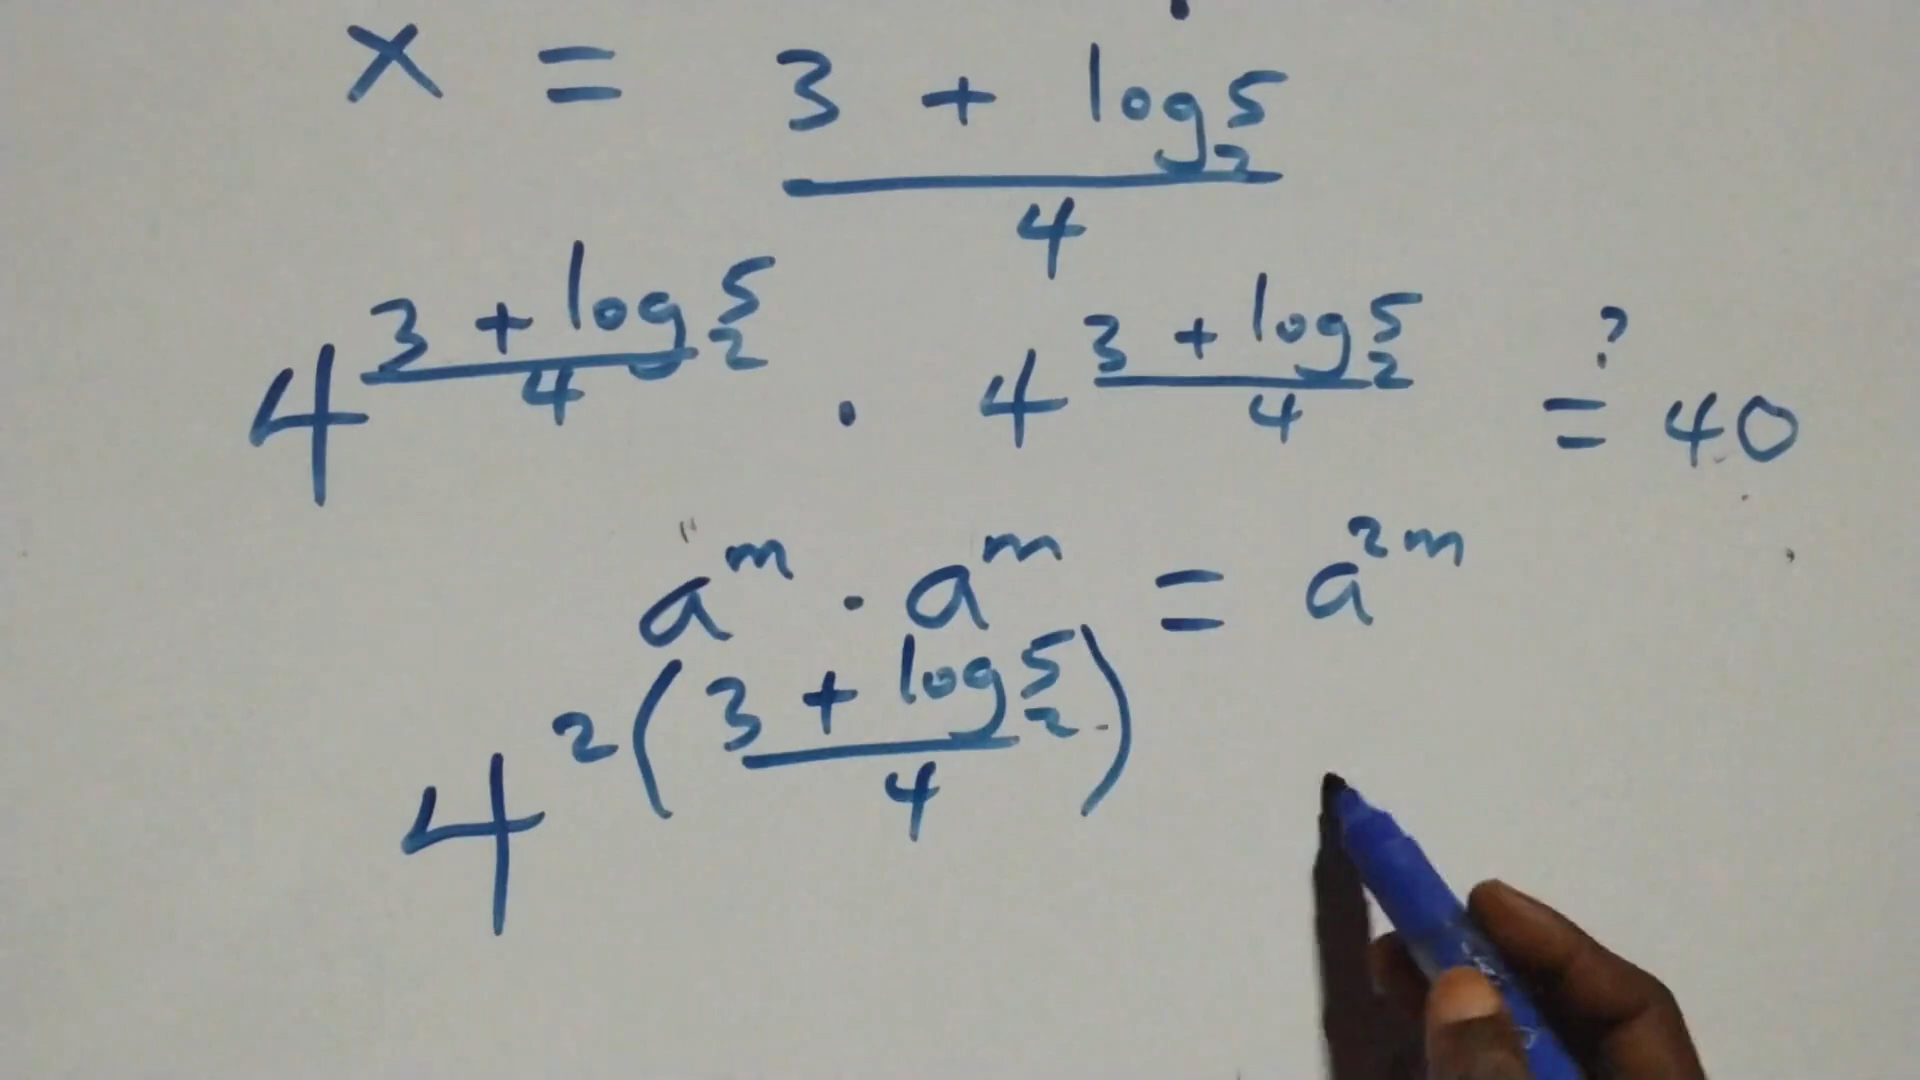 x = (3 + log₂5)/4
4^((3 + log₂5)/4) · 4^((3 + log₂5)/4) =? 40
a^m · a^m = a^(2m)
4^(2((3 + log₂5)/4))